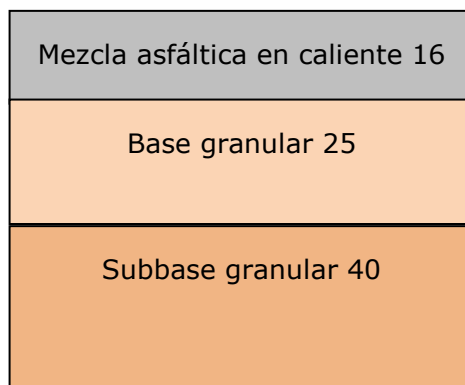 Mezcla asfáltica en caliente 16
Base granular 25
Subbase granular 40